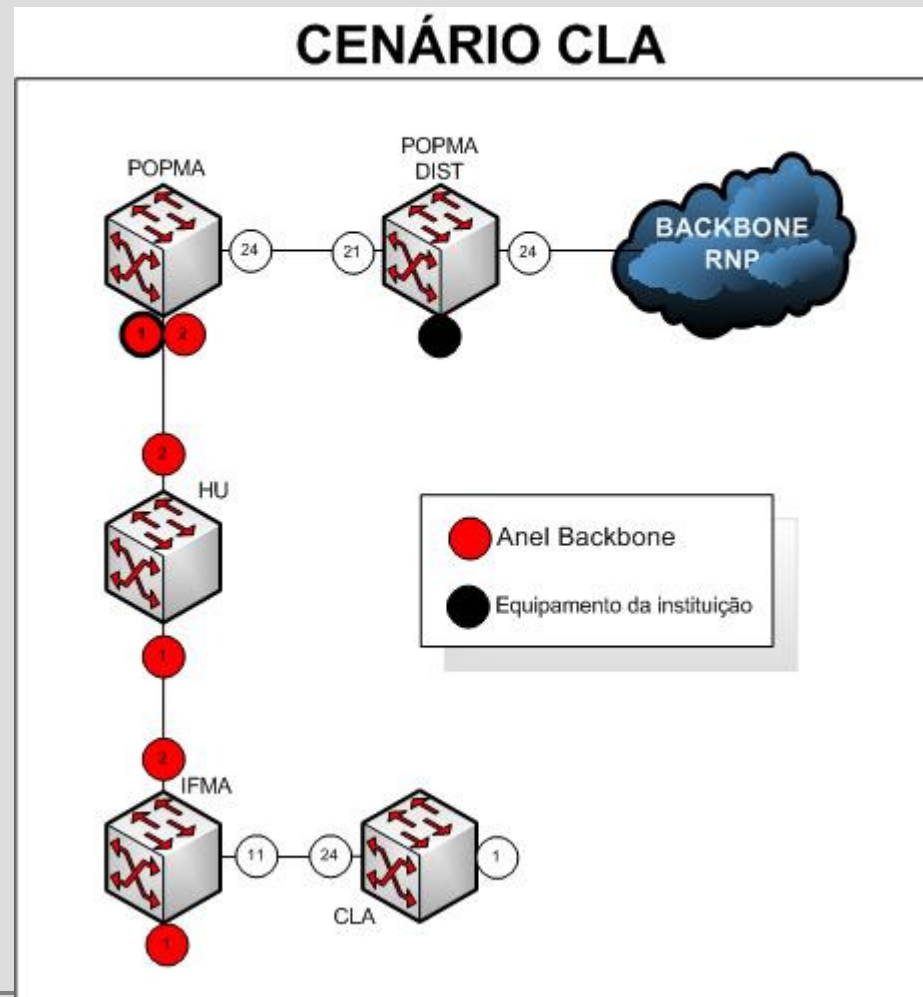 CENÁRIO CLA
POPMA
POPMA
DIST
24
21
24
BACKBONE
RNP
1
2
2
HU
Anel Backbone
Equipamento da instituição
1
2
IFMA
11
24
1
CLA
1